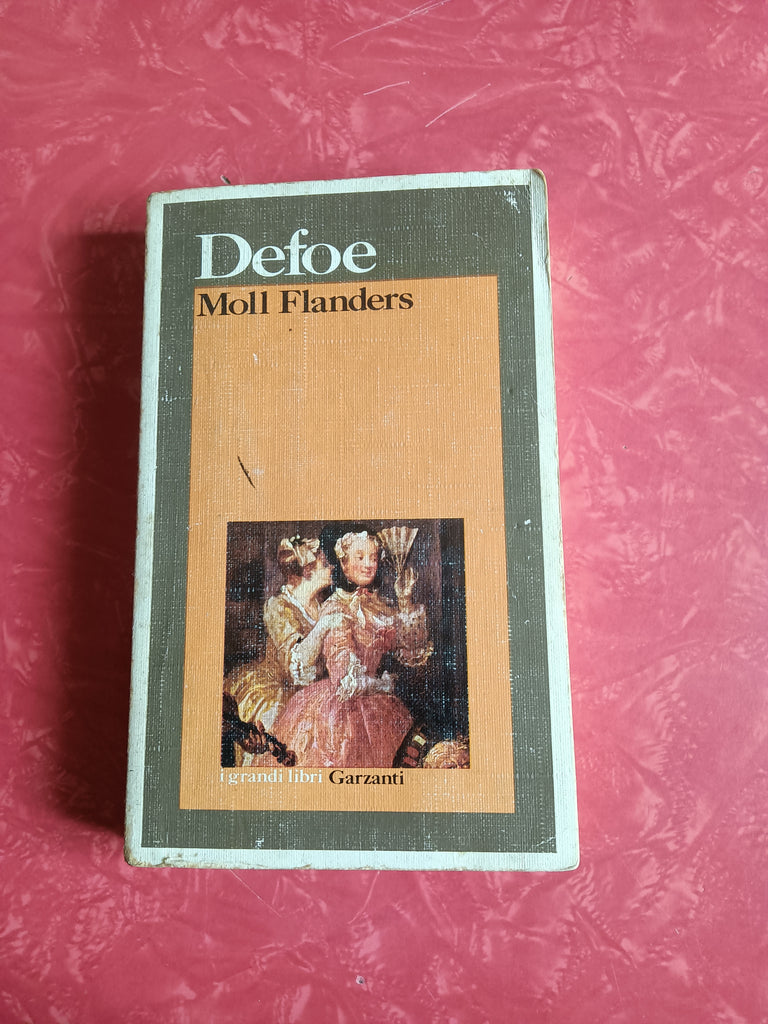 Defoe
Moll Flanders
i grandi libri Garzanti